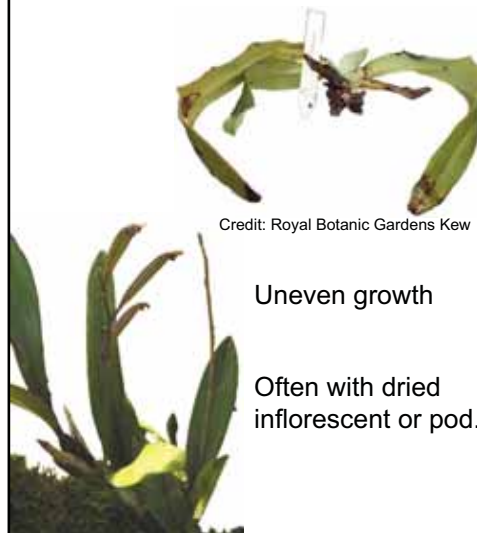 Credit: Royal Botanic Gardens Kew
Uneven growth
Often with dried
inflorescent or pod.